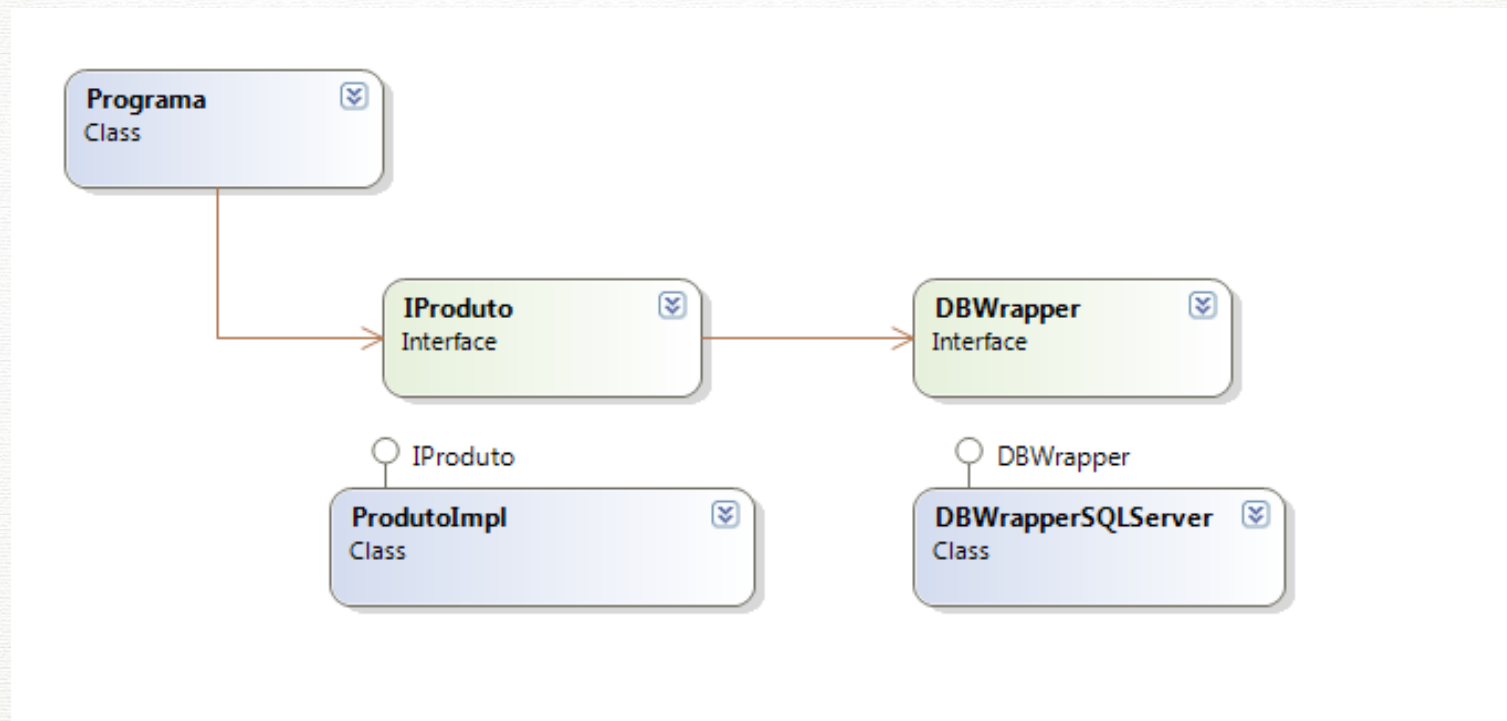 Programa
Class
IProduto
Interface
DBWrapper
Interface
IProduto
DBWrapper
ProdutoImpl
Class
DBWrapperSQLServer
Class